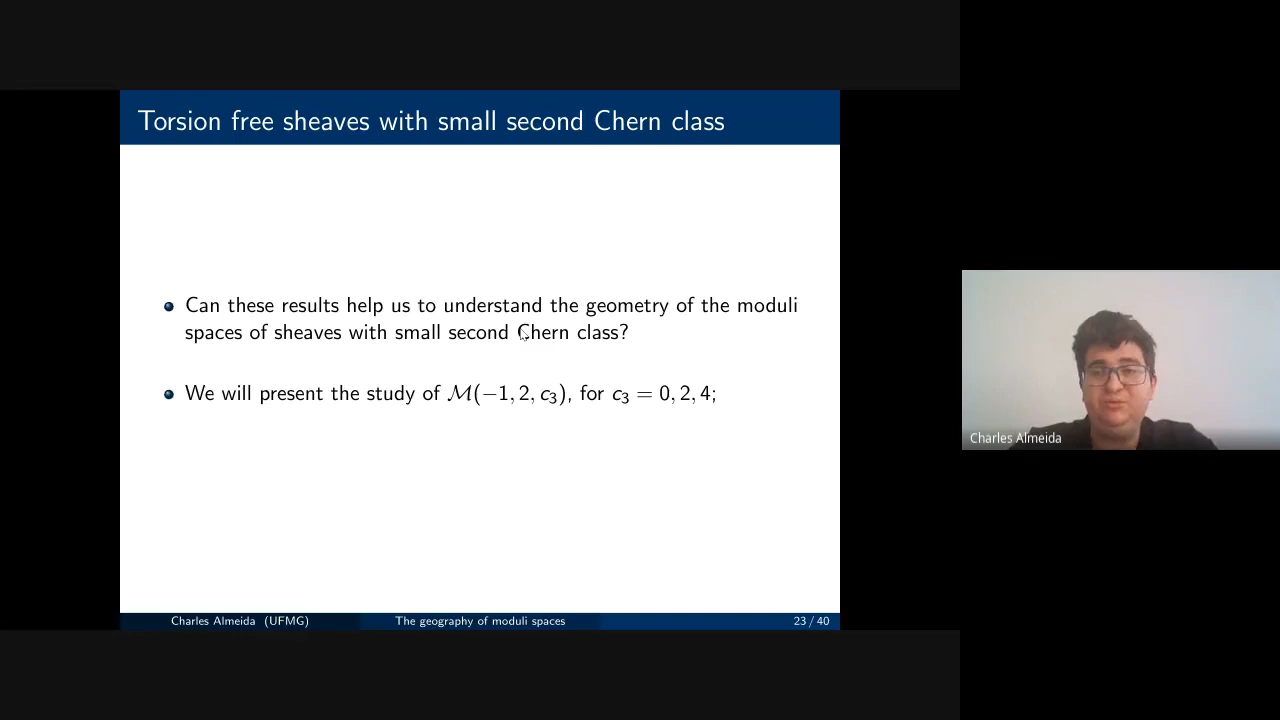 Torsion free sheaves with small second Chern class
Can these results help us to understand the geometry of the moduli
spaces of sheaves with small second Chern class?
We will present the study of M(−1, 2, c₃), for c₃ = 0, 2, 4;
Charles Almeida
Charles Almeida (UFMG) The geography of moduli spaces 23 / 40